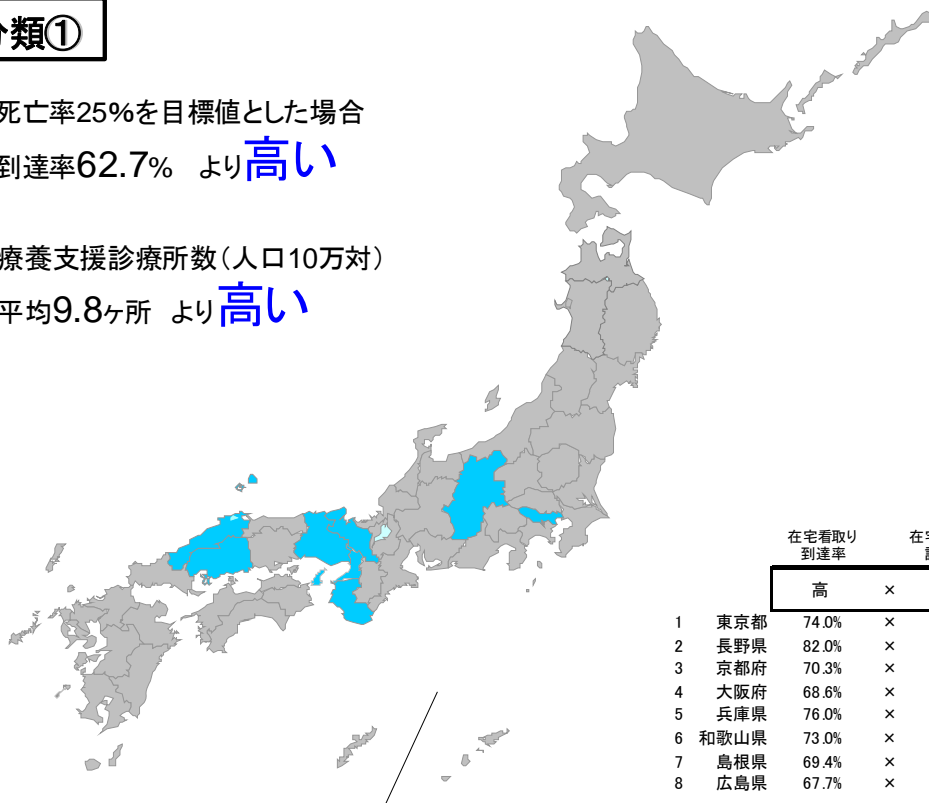 類①
死亡率25%を目標値とした場合
到達率62.7% より高い
療養支援診療所数(人口10万対)
平均9.8ヶ所 より高い
在宅看取り 在宅
到達率
高 ×
1 東京都 74.0% ×
2 長野県 82.0% ×
3 京都府 70.3% ×
4 大阪府 68.6% ×
5 兵庫県 76.0% ×
6 和歌山県 73.0% ×
7 島根県 69.4% ×
8 広島県 67.7% ×